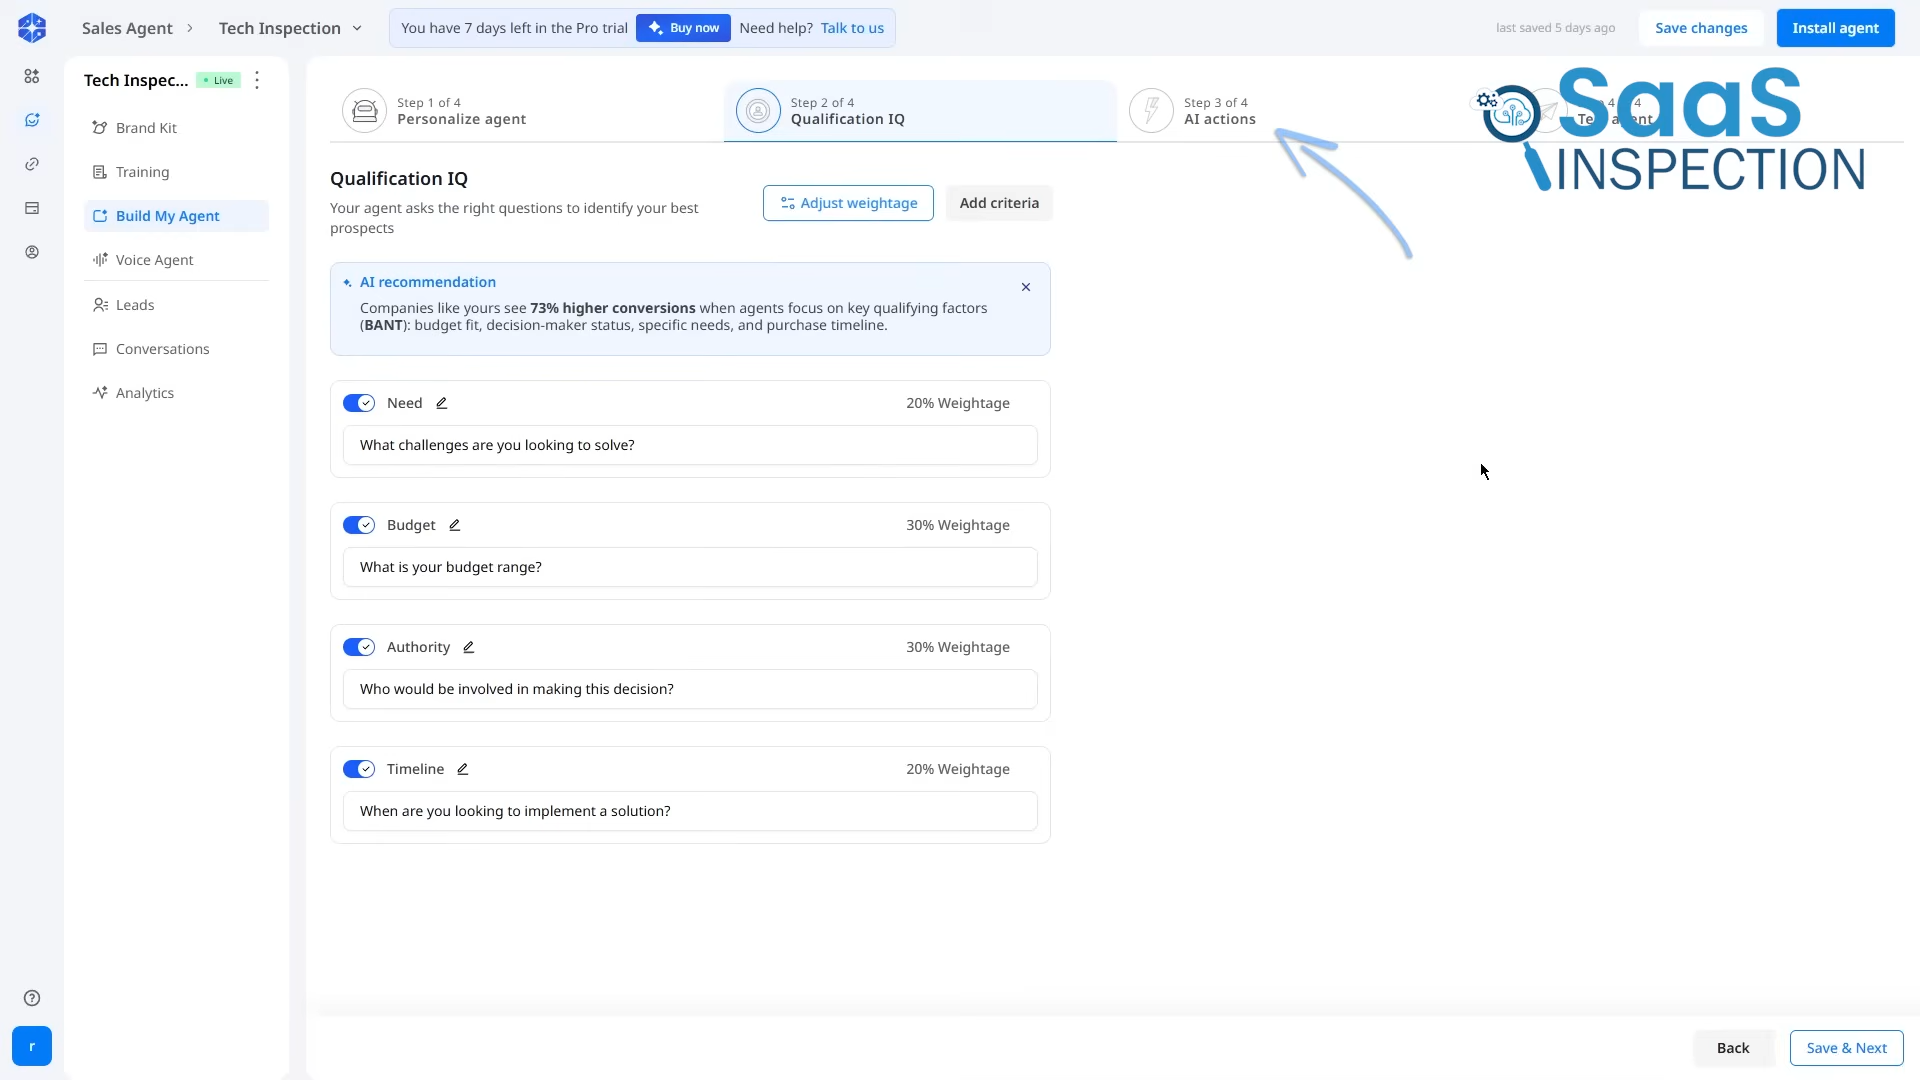 Sales Agent
Tech Inspection
You have 7 days left in the Pro trial
Buy now
Need help? Talk to us
last saved 5 days ago
Save changes
Install agent
Tech Inspec...
Live
Brand Kit
Training
Build My Agent
Voice Agent
Leads
Conversations
Analytics
r
Step 1 of 4
Personalize agent
Step 2 of 4
Qualification IQ
Step 3 of 4
AI actions
SaaS
INSPECTION
Qualification IQ
Your agent asks the right questions to identify your best
prospects
Adjust weightage
Add criteria
AI recommendation
Companies like yours see 73% higher conversions when agents focus on key qualifying factors
(BANT): budget fit, decision-maker status, specific needs, and purchase timeline.
Need
20% Weightage
What challenges are you looking to solve?
Budget
30% Weightage
What is your budget range?
Authority
30% Weightage
Who would be involved in making this decision?
Timeline
20% Weightage
When are you looking to implement a solution?
Back
Save & Next